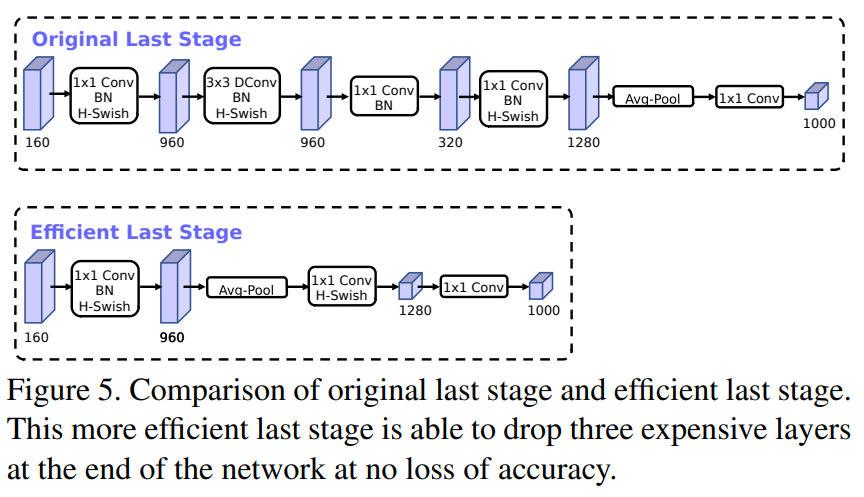 Original Last Stage
1x1 Conv
BN
H-Swish
3x3 DConv
BN
H-Swish
1x1 Conv
BN
1x1 Conv
BN
H-Swish
Avg-Pool
1x1 Conv
160
960
960
320
1280
1000
Efficient Last Stage
1x1 Conv
BN
H-Swish
Avg-Pool
1x1 Conv
H-Swish
1x1 Conv
160
960
1280
1000
Figure 5. Comparison of original last stage and efficient last stage.
This more efficient last stage is able to drop three expensive layers
at the end of the network at no loss of accuracy.